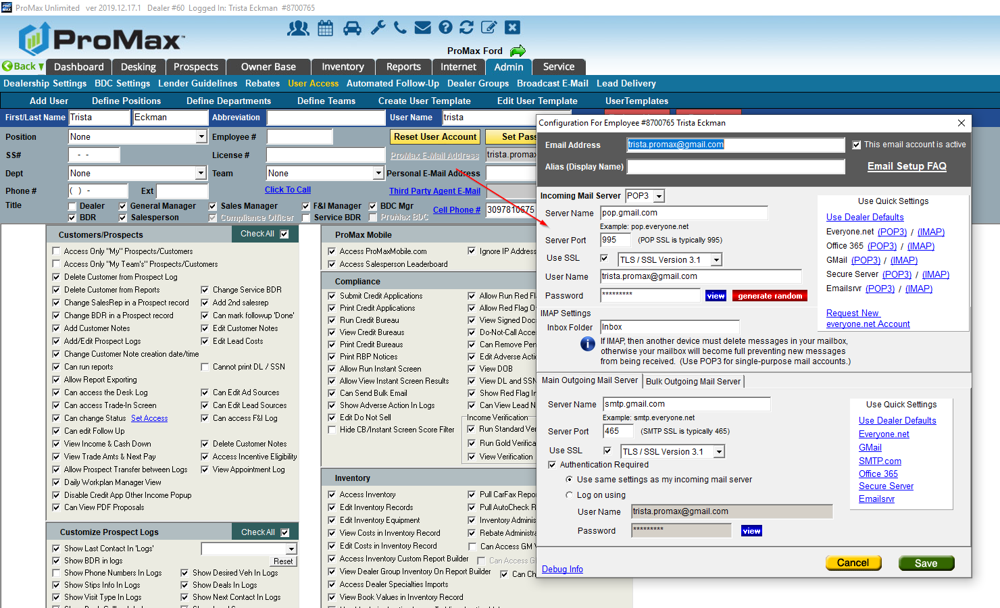 ProMax Unlimited ver 2019.12.17.1 Dealer #60 Logged In: Trista Eckman #8700765
ProMax
ProMax Ford
Back Dashboard Desking Prospects Owner Base Inventory Reports Internet Admin Service
Dealership Settings BDC Settings Lender Guidelines Rebates User Access Automated Follow-Up Dealer Groups Broadcast E-Mail Lead Delivery
Add User Define Positions Define Departments Define Teams Create User Template Edit User Template UserTemplates
First/Last Name Trista Eckman Abbreviation User Name trista
Position None Employee # Reset User Account Set Pass
SS# - - License # ProMax E-Mail Address trista.promax
Dept None Team None Personal E-Mail Address
Phone # ( ) - Ext Click To Call Third Party Agent E-Mail
Title Dealer General Manager Sales Manager F&I Manager BDC Mgr Cell Phone # 3097810675
BDR Salesperson Compliance Officer Service BDR ProMax BDC
Customers/Prospects Check All
Access Only "My" Prospects/Customers
Access Only "My Team's" Prospects/Customers
Delete Customer from Prospect Log
Delete Customer from Reports Change Service BDR
Change SalesRep in a Prospect record Add 2nd salesrep
Change BDR in a Prospect record Can mark followup 'Done'
Add Customer Notes Edit Customer Notes
Add/Edit Prospect Logs Edit Lead Costs
Change Customer Note creation date/time
Can run reports Cannot print DL / SSN
Allow Report Exporting
Can access the Desk Log Can Edit Ad Sources
Can access Trade-In Screen Can Edit Lead Sources
Can change Status Set Access Can access F&I Log
Can edit Follow Up
View Income & Cash Down Delete Customer Notes
View Trade Amts & Next Pay Access Incentive Eligibility
Allow Prospect Transfer between Logs View Appointment Log
Daily Workplan Manager View
Disable Credit App Other Income Popup
Can View PDF Proposals
Customize Prospect Logs Check All
Show Last Contact In 'Logs'
Show BDR in logs Reset
Show Phone Numbers In Logs Show Desired Veh In Logs
Show Stips Info In Logs Show Deals In Logs
Show Visit Type In Logs Show Next Contact In Logs
ProMax Mobile
Access ProMaxMobile.com Ignore IP Address
Access Salesperson Leaderboard
Compliance
Submit Credit Applications Allow Run Red Fl
Print Credit Applications Allow Red Flag O
Run Credit Bureau View Signed Doc
View Credit Bureaus Do-Not-Call Acce
Print Credit Bureaus Can Remove Pen
Print RBP Notices Edit Adverse Acti
Allow Run Instant Screen View DOB
Allow View Instant Screen Results View DL and SSN
Can Send Bulk Email Show Red Flag In
Show Adverse Action In Logs Can View Lead N
Edit Do Not Sell Income Verification
Hide CB/Instant Screen Score Filter Run Standard Ver
Run Gold Verifica
View Verification
Inventory
Access Inventory Pull CarFax Repor
Edit Inventory Records Pull AutoCheck R
Edit Inventory Equipment Inventory Adminis
View Costs in Inventory Record Rebate Administra
Edit Costs in Inventory Record Can Access GM V
Access Inventory Custom Report Builder Can Access G
View Dealer Group Inventory On Report Builder Can Ch
Access Dealer Specialties Imports
View Book Values in Inventory Record
Configuration For Employee #8700765 Trista Eckman
Email Address trista.promax@gmail.com This email account is active
Alias (Display Name) Email Setup FAQ
Incoming Mail Server POP3
Server Name pop.gmail.com
Example: pop.everyone.net
Server Port 995 (POP SSL is typically 995)
Use SSL TLS / SSL Version 3.1
User Name trista.promax@gmail.com
Password ********* view generate random
IMAP Settings
Inbox Folder Inbox
If IMAP, then another device must delete messages in your mailbox,
otherwise your mailbox will become full preventing new messages
from being received. (Use POP3 for single-purpose mail accounts.)
Use Quick Settings
Use Dealer Defaults
Everyone.net (POP3) / (IMAP)
Office 365 (POP3) / (IMAP)
GMail (POP3) / (IMAP)
Secure Server (POP3) / (IMAP)
Emailsrvr (POP3) / (IMAP)
Request New
everyone.net Account
Main Outgoing Mail Server Bulk Outgoing Mail Server
Server Name smtp.gmail.com
Example: smtp.everyone.net
Server Port 465 (SMTP SSL is typically 465)
Use SSL TLS / SSL Version 3.1
Authentication Required
Use same settings as my incoming mail server
Log on using
User Name trista.promax@gmail.com
Password ********* view
Use Quick Settings
Use Dealer Defaults
Everyone.net
GMail
SMTP.com
Office 365
Secure Server
Emailsrvr
Debug Info Cancel Save